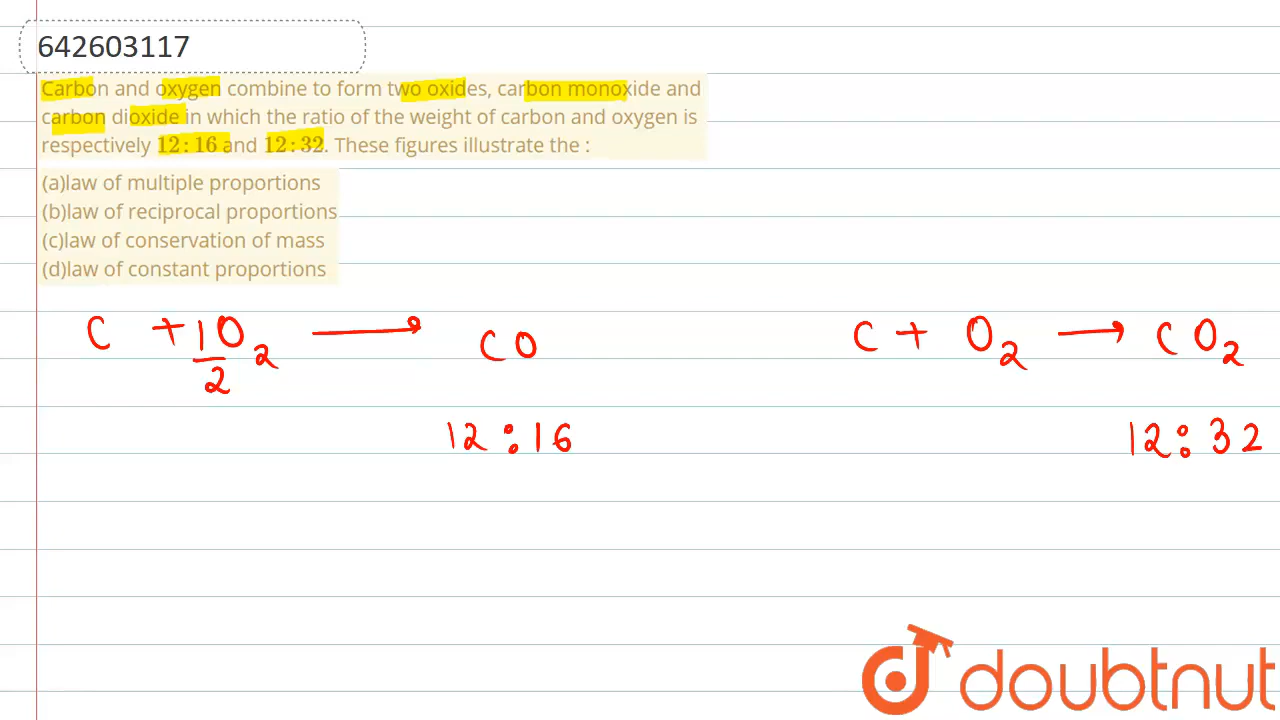 642603117
Carbon and oxygen combine to form two oxides, carbon monoxide and
carbon dioxide in which the ratio of the weight of carbon and oxygen is
respectively 12 : 16 and 12 : 32. These figures illustrate the :
(a)law of multiple proportions
(b)law of reciprocal proportions
(c)law of conservation of mass
(d)law of constant proportions
C + 1/2 O₂ → CO
C + O₂ → CO₂
12 : 16
12 : 32
doubtnut